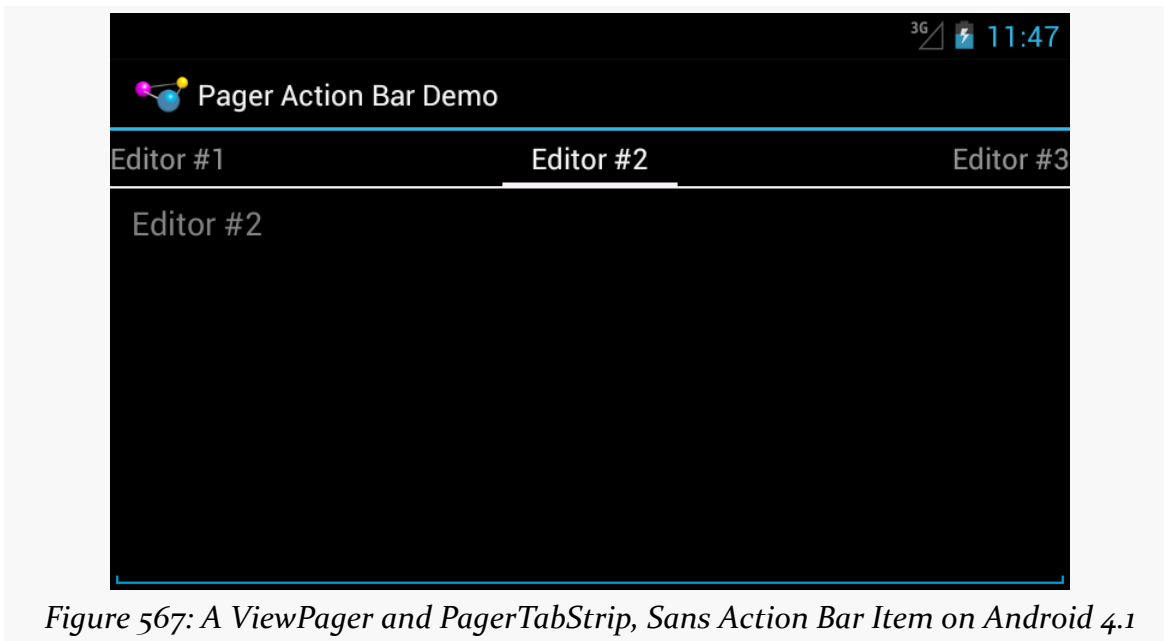 3G 11:47
Pager Action Bar Demo
Editor #1 Editor #2 Editor #3
Editor #2
Figure 567: A ViewPager and PagerTabStrip, Sans Action Bar Item on Android 4.1